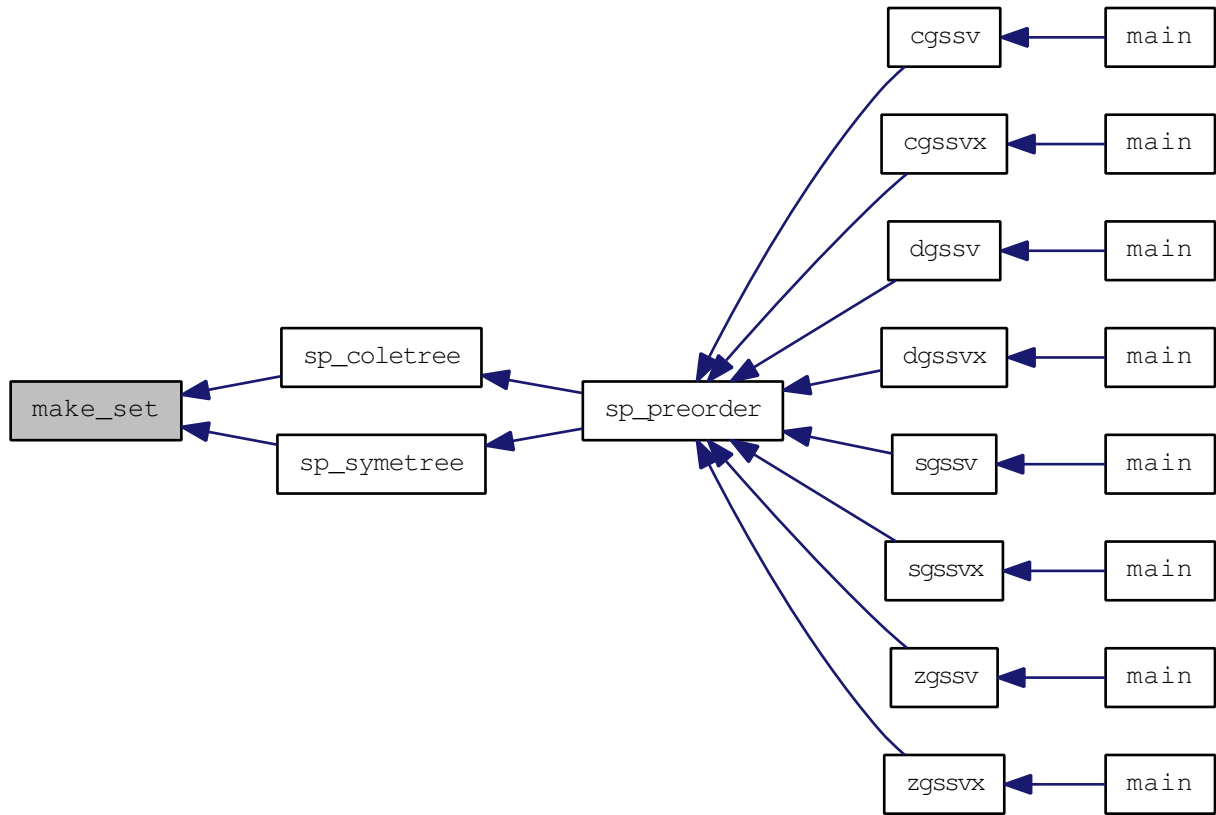 cgssv main
cgssvx main
dgssv main
sp_coletree dgssvx main
make_set sp_preorder
sp_symetree sgssv main
sgssvx main
zgssv main
zgssvx main